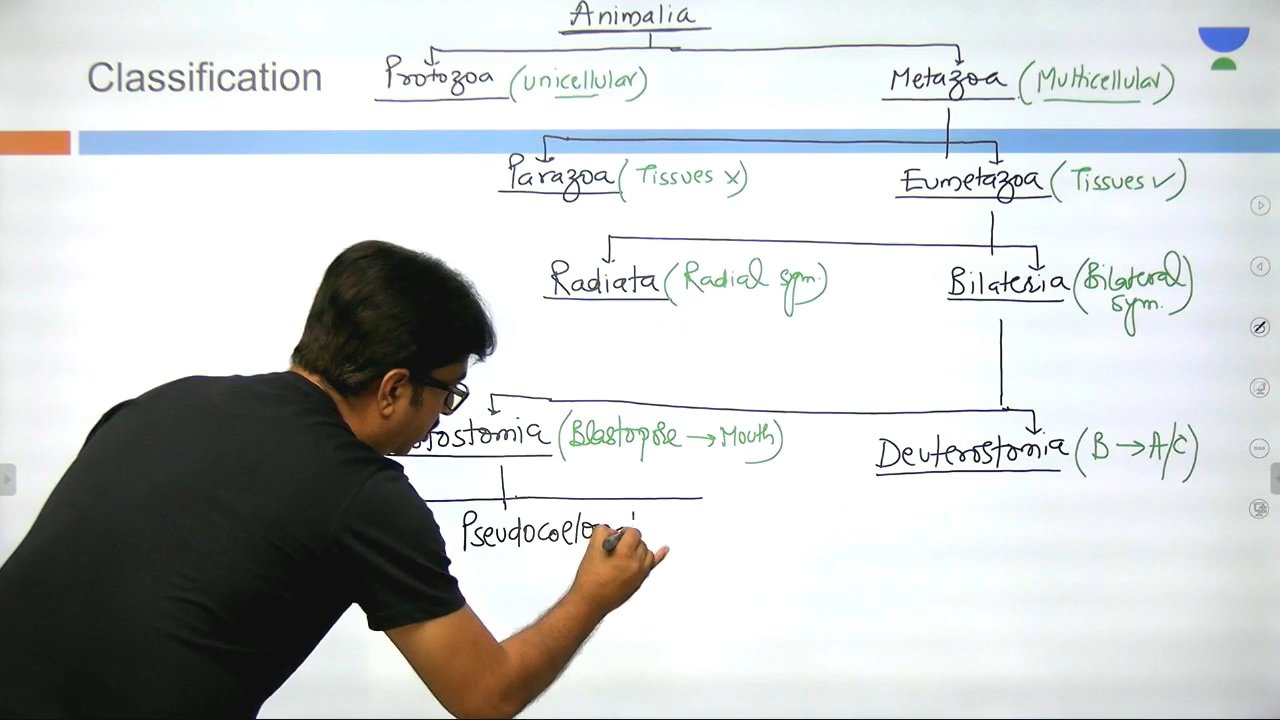 Animalia
Classification
Protozoa (unicellular)
Metazoa (Multicellular)
Parazoa (Tissues x)
Eumetazoa (Tissues ✓)
Radiata (Radial sym.)
Bilateria (Bilateral sym.)
(Blastopore → Mouth)
Deuterostomia (B → A/C)